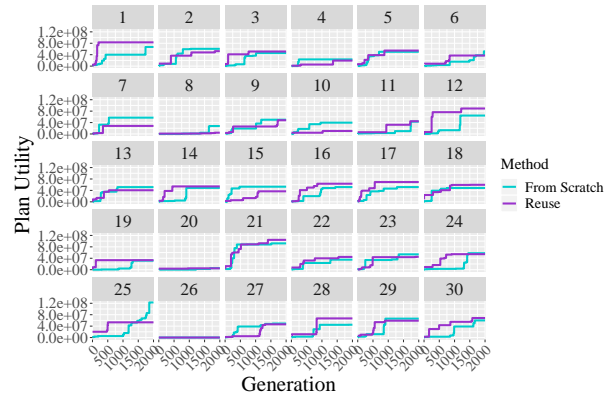 1 2 3 4 5 6
1.2e+08
8.0e+07
4.0e+07
0.0e+00
7 8 9 10 11 12
1.2e+08
8.0e+07
4.0e+07
0.0e+00
13 14 15 16 17 18
1.2e+08
8.0e+07
4.0e+07
0.0e+00
19 20 21 22 23 24
1.2e+08
8.0e+07
4.0e+07
0.0e+00
25 26 27 28 29 30
1.2e+08
8.0e+07
4.0e+07
0.0e+00
0 500 1000 1500 2000 0 500 1000 1500 2000 0 500 1000 1500 2000 0 500 1000 1500 2000 0 500 1000 1500 2000 0 500 1000 1500 2000
Generation
Plan Utility
Method
From Scratch
Reuse